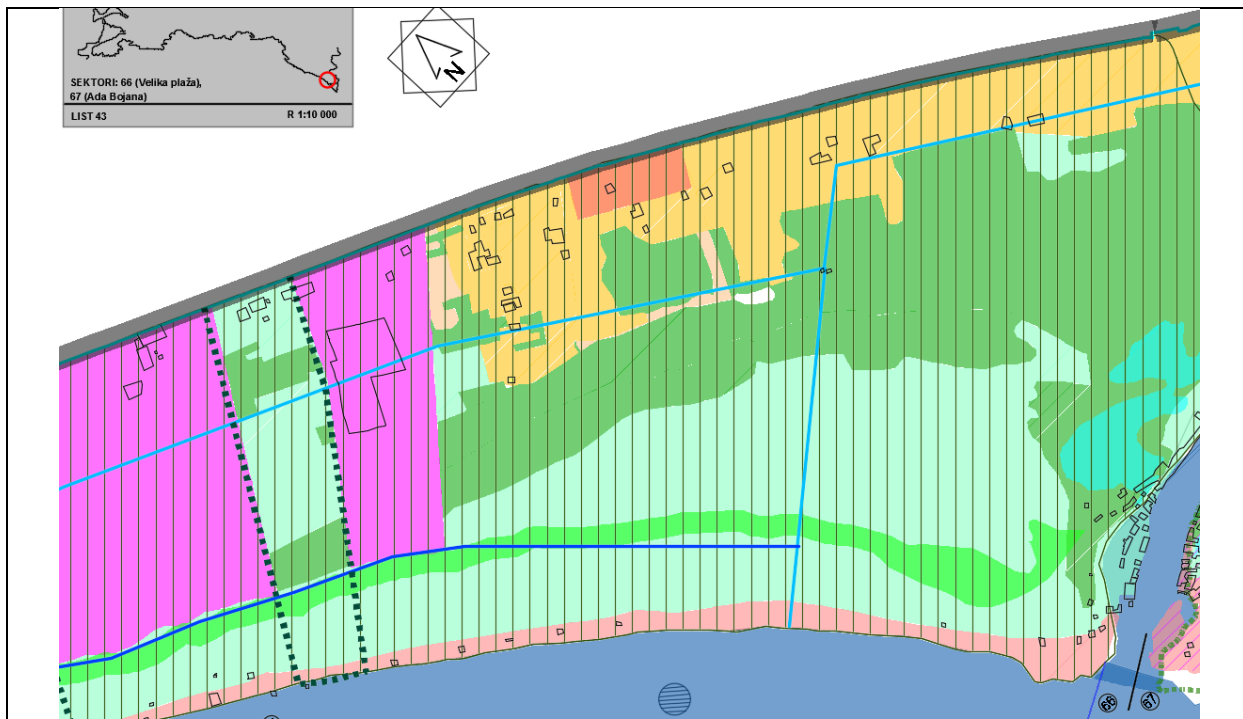 SEKTORI: 66 (Velika plaža),
67 (Ada Bojana)
LIST 43 R 1:10 000
N
66
67